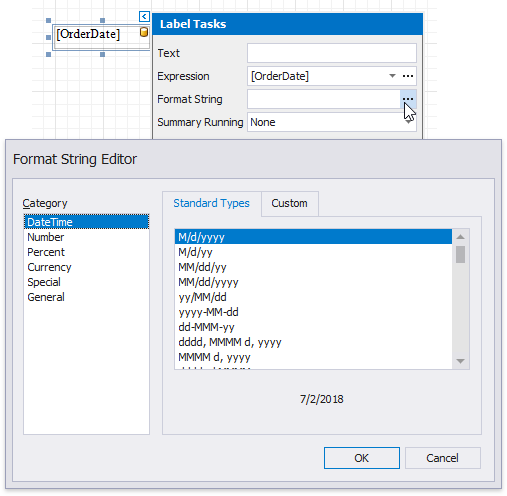 [OrderDate]
Label Tasks
Text
Expression [OrderDate]
Format String
Summary Running None
Format String Editor
Category
DateTime
Number
Percent
Currency
Special
General
Standard Types Custom
M/d/yyyy
M/d/yy
MM/dd/yy
MM/dd/yyyy
yy/MM/dd
yyyy-MM-dd
dd-MMM-yy
dddd, MMMM d, yyyy
MMMM d, yyyy
7/2/2018
OK Cancel